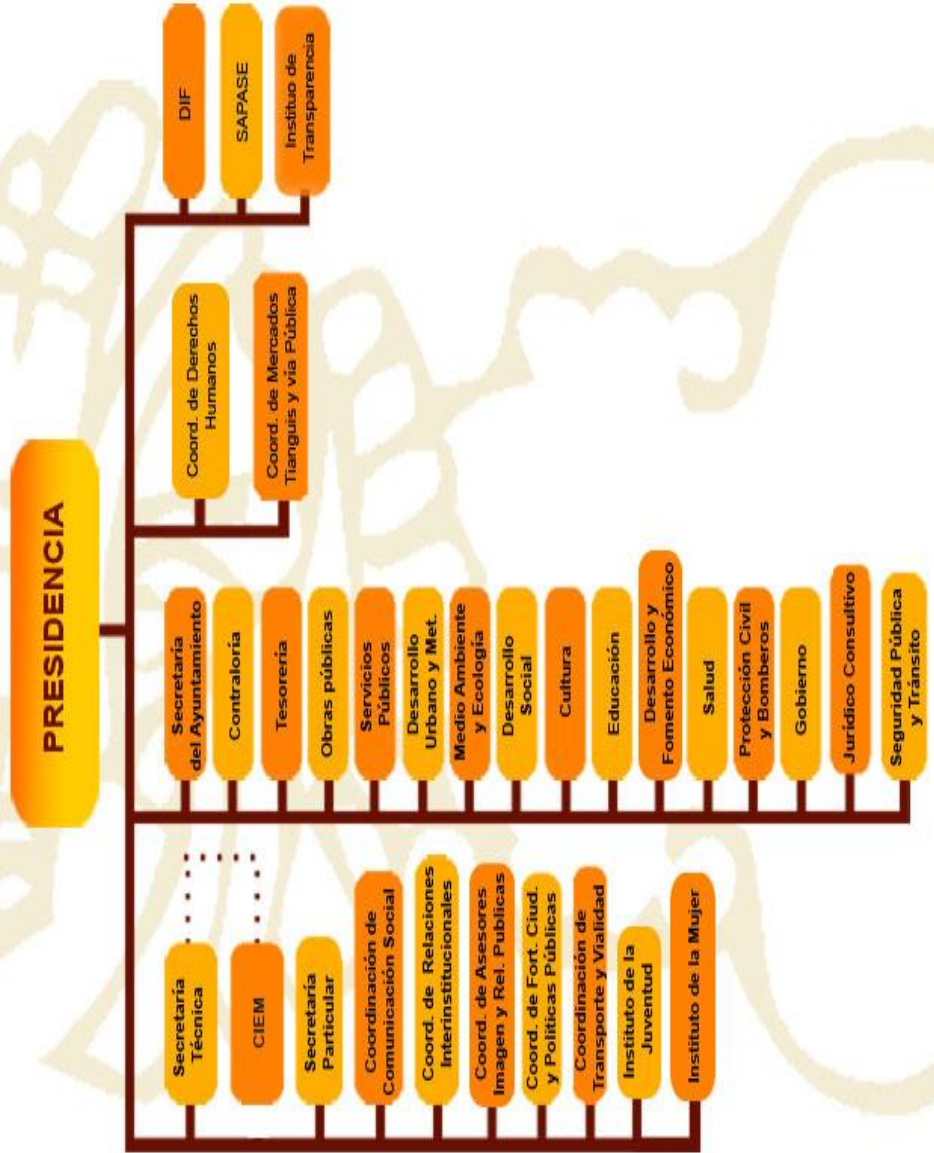 PRESIDENCIA
Secretaría
Técnica
CIEM
Secretaría
Particular
Coordinación de
Comunicación Social
Coord. de Relaciones
Interinstitucionales
Coord. de Asesores
Imagen y Rel. Publicas
Coord. de Fort. Ciud.
y Políticas Públicas
Coordinación de
Transporte y Vialidad
Instituto de la
Juventud
Instituto de la Mujer
Secretaría
del Ayuntamiento
Contraloría
Tesorería
Obras públicas
Servicios
Públicos
Desarrollo
Urbano y Met.
Medio Ambiente
y Ecología
Desarrollo
Social
Cultura
Educación
Desarrollo y
Fomento Económico
Salud
Protección Civil
y Bomberos
Gobierno
Jurídico Consultivo
Seguridad Pública
y Tránsito
Coord. de Derechos
Humanos
Coord. de Mercados
Tianguis y vía Pública
DIF
SAPASE
Instituo de
Transparencia